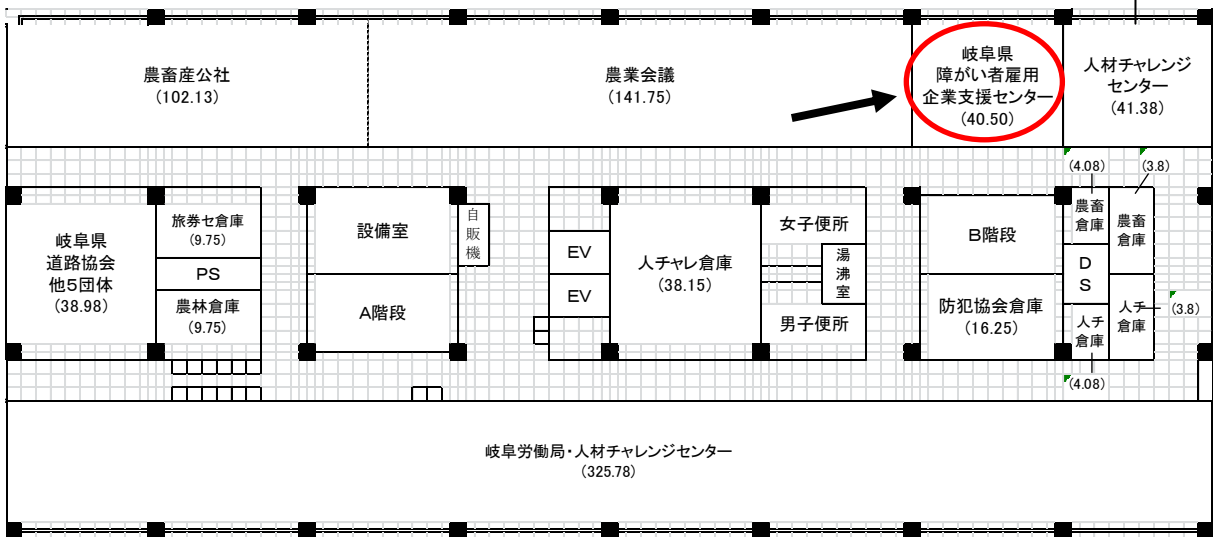 農畜産公社
(102.13)
農業会議
(141.75)
岐阜県
障がい者雇用
企業支援センター
(40.50)
人材チャレンジ
センター
(41.38)
(4.08)
(3.8)
岐阜県
道路協会
他5団体
(38.98)
旅券セ倉庫
(9.75)
PS
農林倉庫
(9.75)
設備室
A階段
自
販
機
EV
EV
人チャレ倉庫
(38.15)
女子便所
湯
沸
室
男子便所
B階段
防犯協会倉庫
(16.25)
農畜
倉庫
農畜
倉庫
D
S
人チ
倉庫
人チ
倉庫
(3.8)
(4.08)
岐阜労働局・人材チャレンジセンター
(325.78)